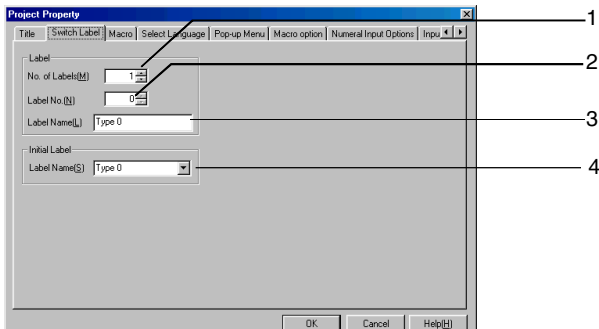 Project Property
Title Switch Label Macro Select Language Pop-up Menu Macro option Numeral Input Options Inpu
Label
No. of Labels(M) 1
Label No.(N) 0
Label Name(L) Type 0
Initial Label
Label Name(S) Type 0
OK Cancel Help(H)
1
2
3
4